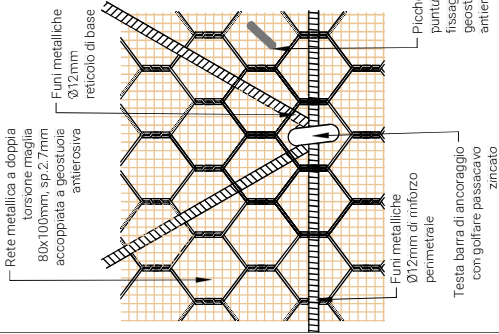 Rete metallica a doppia
torsione maglia
80x100mm, sp.2.7mm
accoppiata a geostuoia
antierosiva
Funi metalliche
Ø12mm
reticolo di base
Funi metalliche
Ø12mm di rinforzo
perimetrale
Testa barra di ancoraggio
con golfare passacavo
zincato